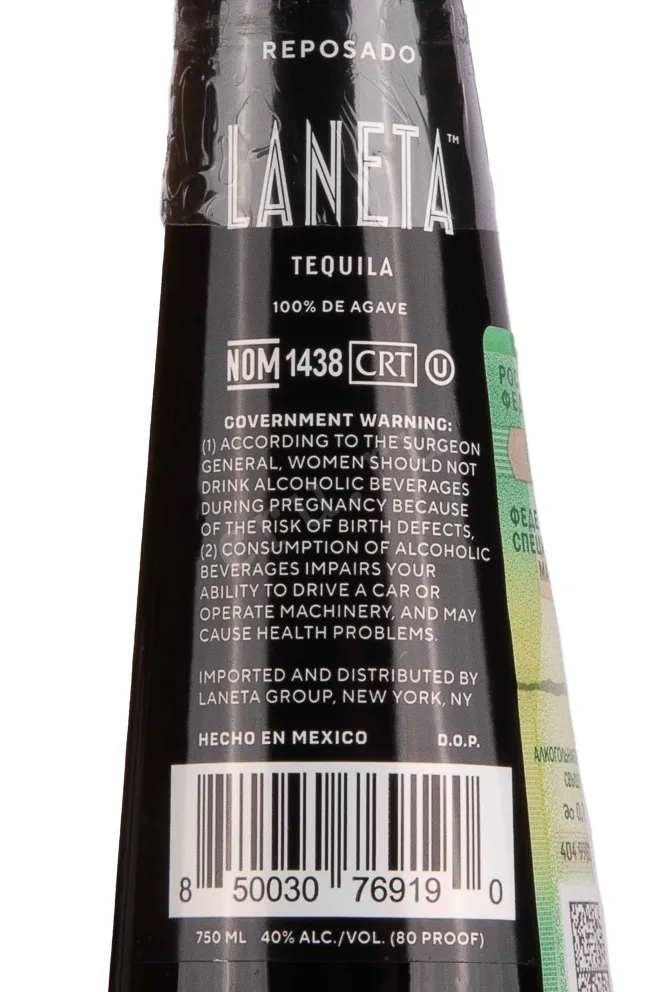 REPOSADO
LANETA™
TEQUILA
100% DE AGAVE
NOM 1438 CRT U
GOVERNMENT WARNING:
(1) ACCORDING TO THE SURGEON
GENERAL, WOMEN SHOULD NOT
DRINK ALCOHOLIC BEVERAGES
DURING PREGNANCY BECAUSE
OF THE RISK OF BIRTH DEFECTS,
(2) CONSUMPTION OF ALCOHOLIC
BEVERAGES IMPAIRS YOUR
ABILITY TO DRIVE A CAR OR
OPERATE MACHINERY, AND MAY
CAUSE HEALTH PROBLEMS.
IMPORTED AND DISTRIBUTED BY
LANETA GROUP, NEW YORK, NY
HECHO EN MEXICO D.O.P.
8 50030 76919 0
750 ML 40% ALC./VOL. (80 PROOF)
404